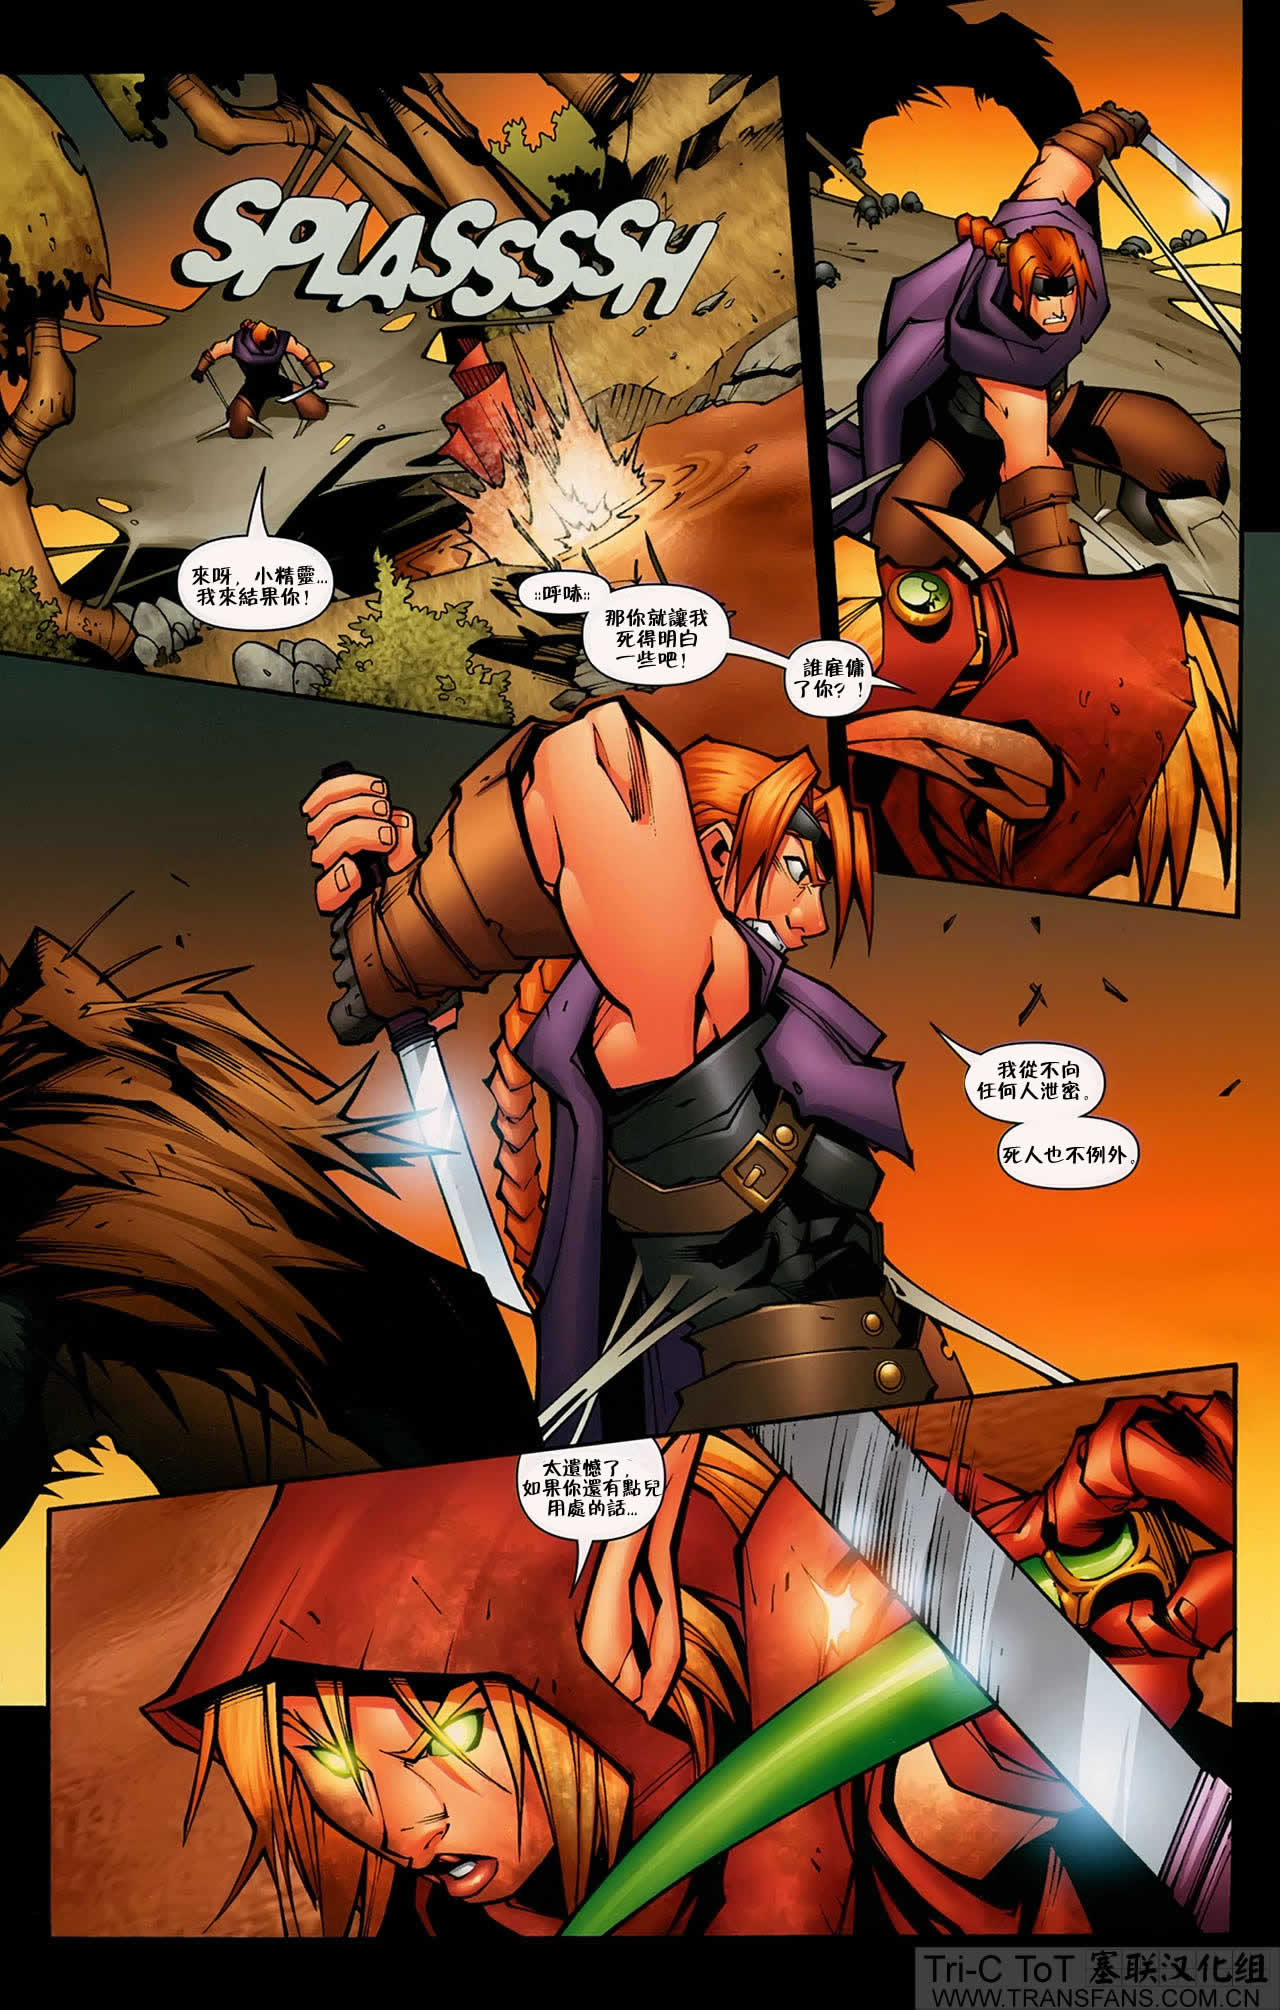 SPLASSSSH
來呀，小精靈...
我來結果你！
::呼哧::
那你就讓我
死得明白
一些吧！
誰雇傭
了你？！
我從不向
任何人泄密。
死人也不例外。
太遺憾了，
如果你還有點兒
用處的話...
Tri-C ToT 塞联汉化组
WWW.TRANSFANS.COM.CN